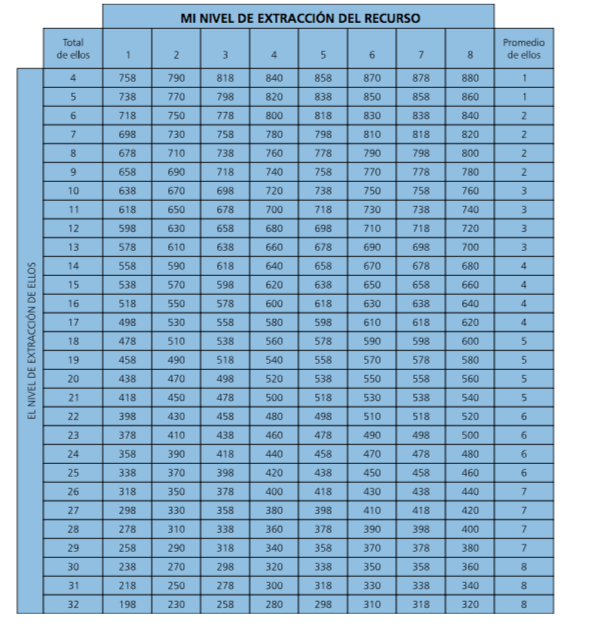 MI NIVEL DE EXTRACCIÓN DEL RECURSO
Total de ellos 1 2 3 4 5 6 7 8 Promedio de ellos
EL NIVEL DE EXTRACCIÓN DE ELLOS
4 758 790 818 840 858 870 878 880 1
5 738 770 798 820 838 850 858 860 1
6 718 750 778 800 818 830 838 840 2
7 698 730 758 780 798 810 818 820 2
8 678 710 738 760 778 790 798 800 2
9 658 690 718 740 758 770 778 780 2
10 638 670 698 720 738 750 758 760 3
11 618 650 678 700 718 730 738 740 3
12 598 630 658 680 698 710 718 720 3
13 578 610 638 660 678 690 698 700 3
14 558 590 618 640 658 670 678 680 4
15 538 570 598 620 638 650 658 660 4
16 518 550 578 600 618 630 638 640 4
17 498 530 558 580 598 610 618 620 4
18 478 510 538 560 578 590 598 600 5
19 458 490 518 540 558 570 578 580 5
20 438 470 498 520 538 550 558 560 5
21 418 450 478 500 518 530 538 540 5
22 398 430 458 480 498 510 518 520 6
23 378 410 438 460 478 490 498 500 6
24 358 390 418 440 458 470 478 480 6
25 338 370 398 420 438 450 458 460 6
26 318 350 378 400 418 430 438 440 7
27 298 330 358 380 398 410 418 420 7
28 278 310 338 360 378 390 398 400 7
29 258 290 318 340 358 370 378 380 7
30 238 270 298 320 338 350 358 360 8
31 218 250 278 300 318 330 338 340 8
32 198 230 258 280 298 310 318 320 8